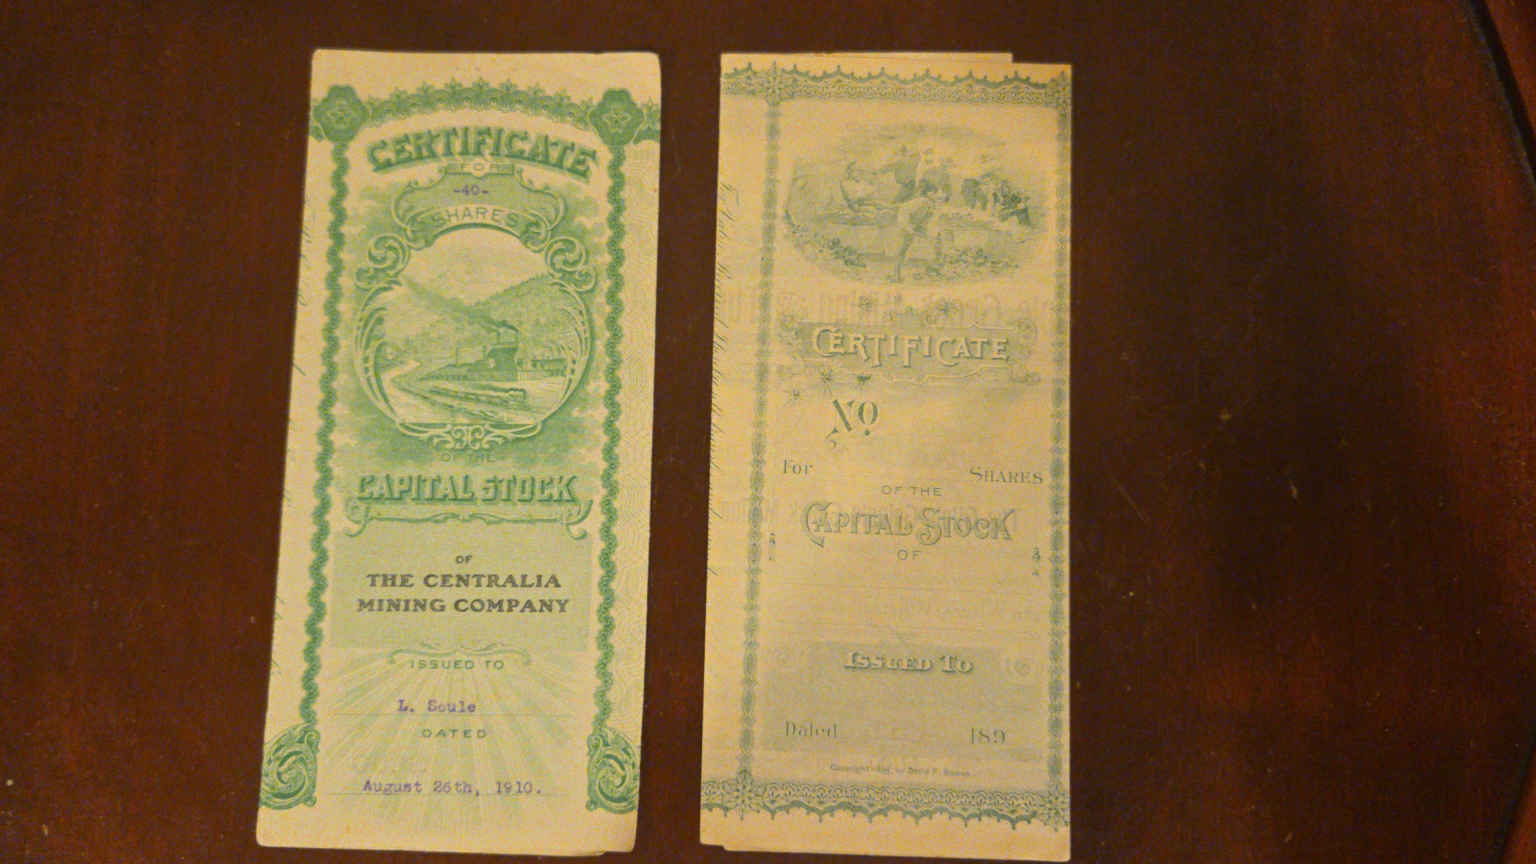 CERTIFICATE
FOR
-40-
SHARES
OF THE
CAPITAL STOCK
OF
THE CENTRALIA
MINING COMPANY
ISSUED TO
L. Soule
DATED
August 26th, 1910.
CERTIFICATE
No.
For SHARES
OF THE
CAPITAL STOCK
OF
ISSUED TO
Dated 189